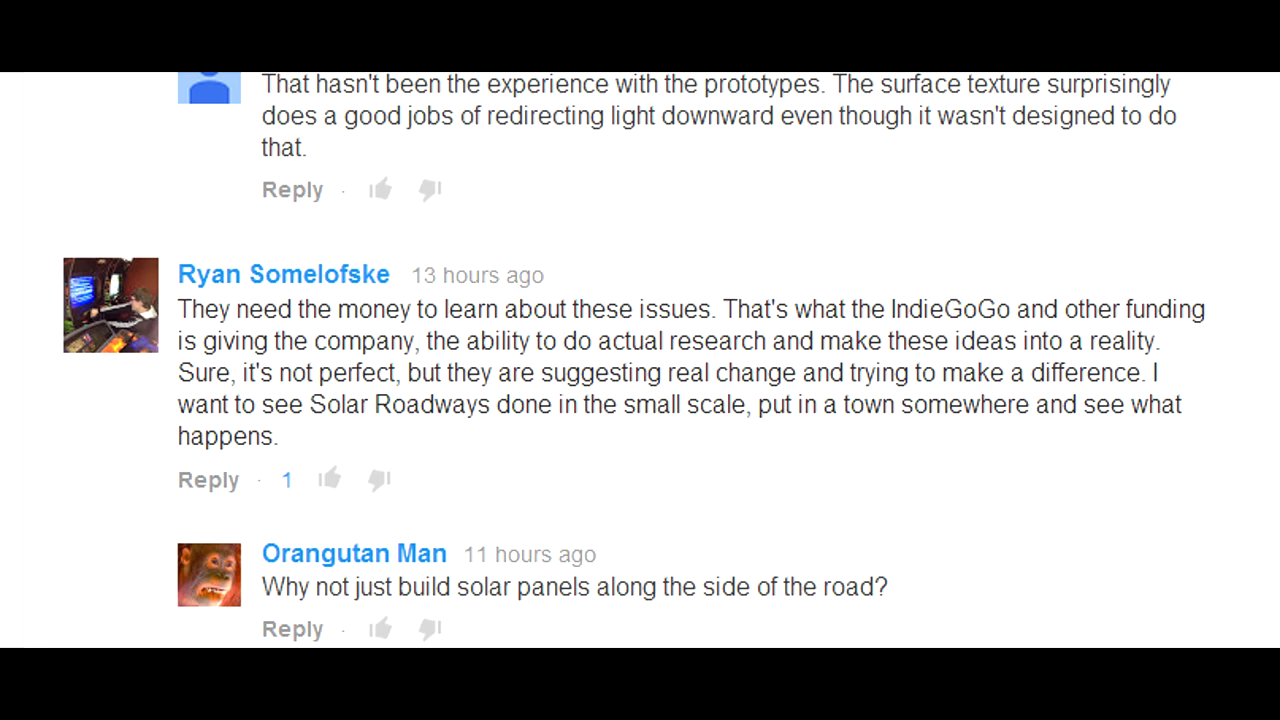 That hasn't been the experience with the prototypes. The surface texture surprisingly
does a good jobs of redirecting light downward even though it wasn't designed to do
that.
Reply ·
Ryan Somelofske 13 hours ago
They need the money to learn about these issues. That's what the IndieGoGo and other funding
is giving the company, the ability to do actual research and make these ideas into a reality.
Sure, it's not perfect, but they are suggesting real change and trying to make a difference. I
want to see Solar Roadways done in the small scale, put in a town somewhere and see what
happens.
Reply · 1
Orangutan Man 11 hours ago
Why not just build solar panels along the side of the road?
Reply ·